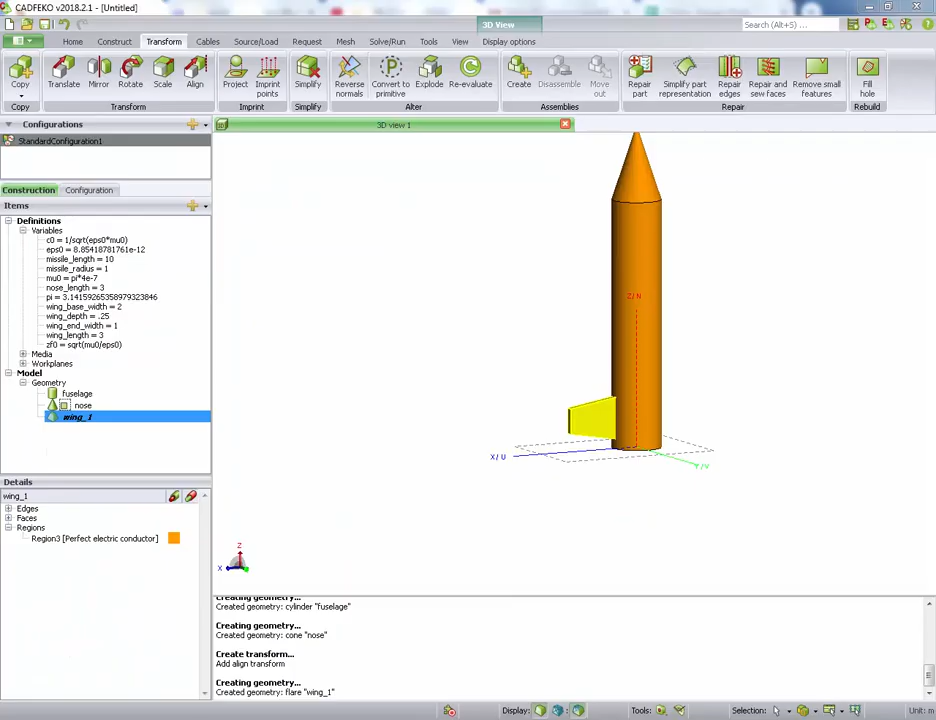 CADFEKO v2018.2.1 - [Untitled]
3D View
Search (Alt+S)
Home Construct Transform Cables Source/Load Request Mesh Solve/Run Tools View Display options
Copy Translate Mirror Rotate Scale Align Project Imprint points Simplify Reverse normals Convert to primitive Explode Re-evaluate Create Disassemble Move out Repair part Simplify part representation Repair edges Repair and sew faces Remove small features Fill hole
Copy Transform Imprint Simplify Alter Assemblies Repair Rebuild
Configurations
3D view 1
StandardConfiguration1
Construction Configuration
Items
Definitions
Variables
c0 = 1/sqrt(eps0*mu0)
eps0 = 8.85418781761e-12
missile_length = 10
missile_radius = 1
mu0 = pi*4e-7
nose_length = 3
pi = 3.14159265358979323846
wing_base_width = 2
wing_depth = .25
wing_end_width = 1
wing_length = 3
zf0 = sqrt(mu0/eps0)
Media
Workplanes
Model
Geometry
fuselage
nose
wing_1
Z/N
X/U
Y/V
Details
wing_1
Edges
Faces
Regions
Region3 [Perfect electric conductor]
Z
X
Creating geometry...
Created geometry: cylinder "fuselage"
Creating geometry...
Created geometry: cone "nose"
Create transform...
Add align transform
Creating geometry...
Created geometry: flare "wing_1"
Display: Tools: Selection: Unit: m